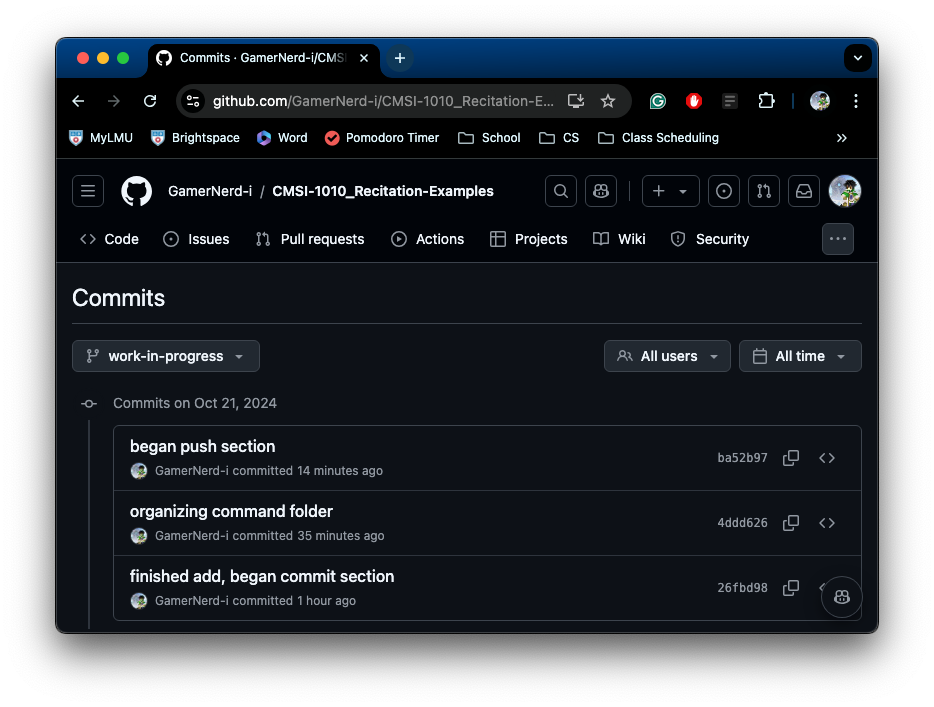 Commits · GamerNerd-i/CMSI
github.com/GamerNerd-i/CMSI-1010_Recitation-E...
MyLMU Brightspace Word Pomodoro Timer School CS Class Scheduling »
GamerNerd-i / CMSI-1010_Recitation-Examples
Code Issues Pull requests Actions Projects Wiki Security
Commits
work-in-progress All users All time
Commits on Oct 21, 2024
began push section
GamerNerd-i committed 14 minutes ago ba52b97
organizing command folder
GamerNerd-i committed 35 minutes ago 4ddd626
finished add, began commit section
GamerNerd-i committed 1 hour ago 26fbd98